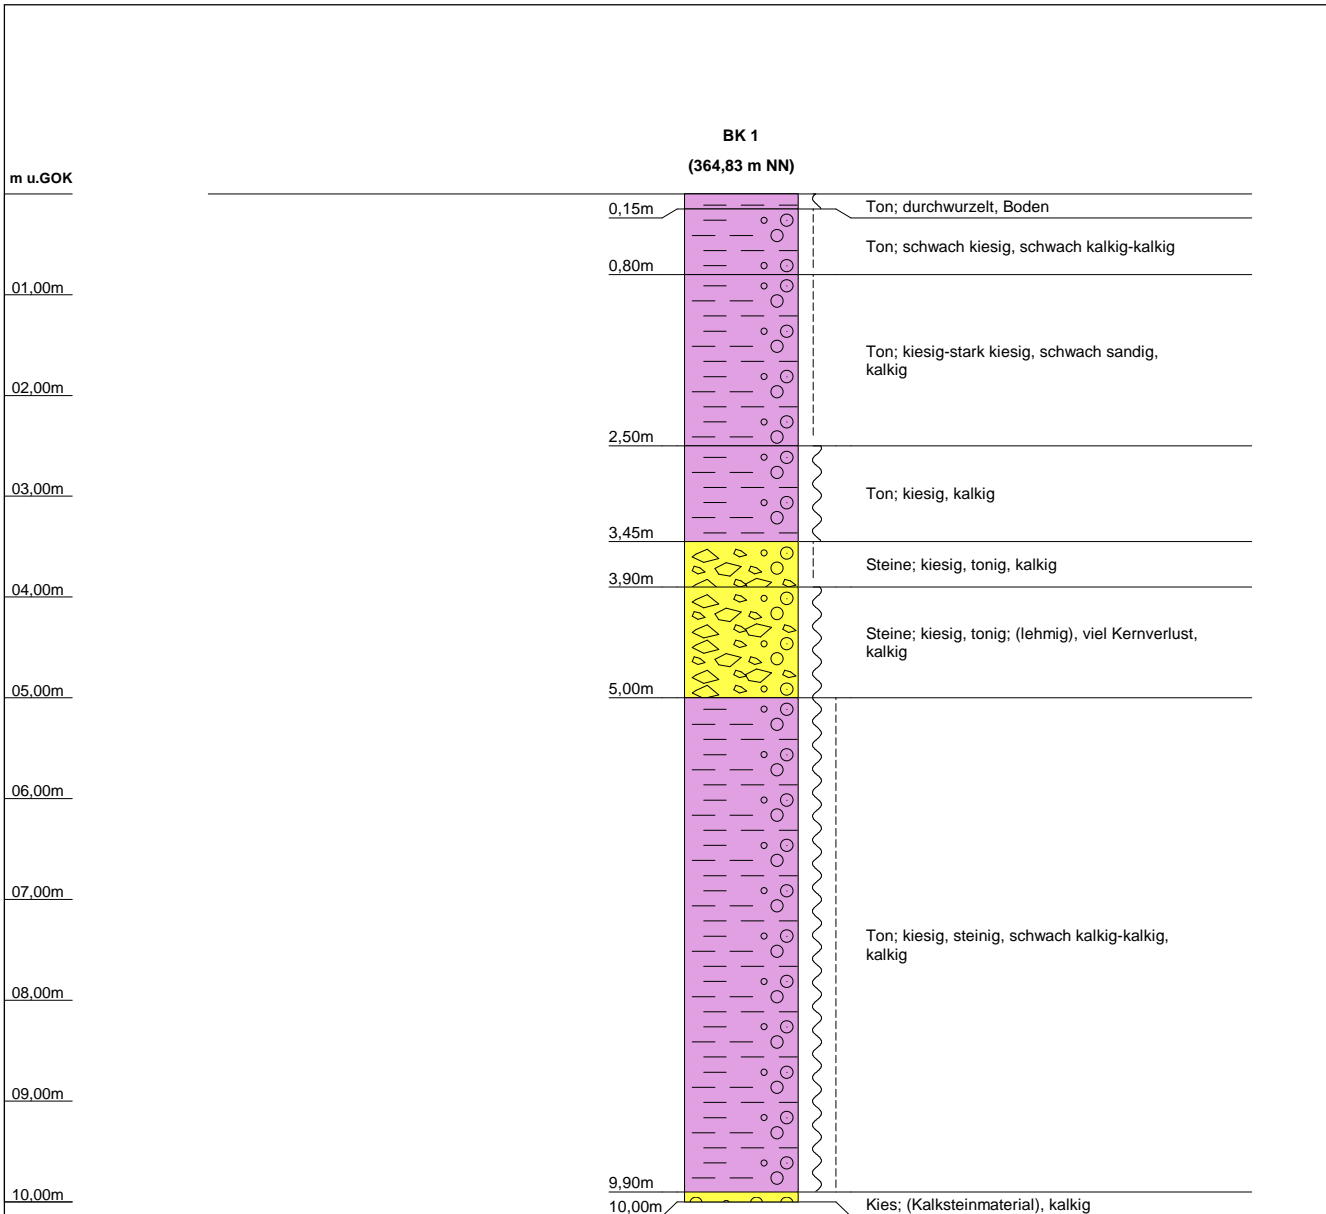 BK 1
(364,83 m NN)
m u.GOK
0,15m
Ton; durchwurzelt, Boden
Ton; schwach kiesig, schwach kalkig-kalkig
0,80m
01,00m
Ton; kiesig-stark kiesig, schwach sandig,
kalkig
02,00m
2,50m
03,00m
Ton; kiesig, kalkig
3,45m
Steine; kiesig, tonig, kalkig
3,90m
04,00m
Steine; kiesig, tonig; (lehmig), viel Kernverlust,
kalkig
5,00m
05,00m
06,00m
07,00m
Ton; kiesig, steinig, schwach kalkig-kalkig,
kalkig
08,00m
09,00m
9,90m
10,00m
10,00m
Kies; (Kalksteinmaterial), kalkig